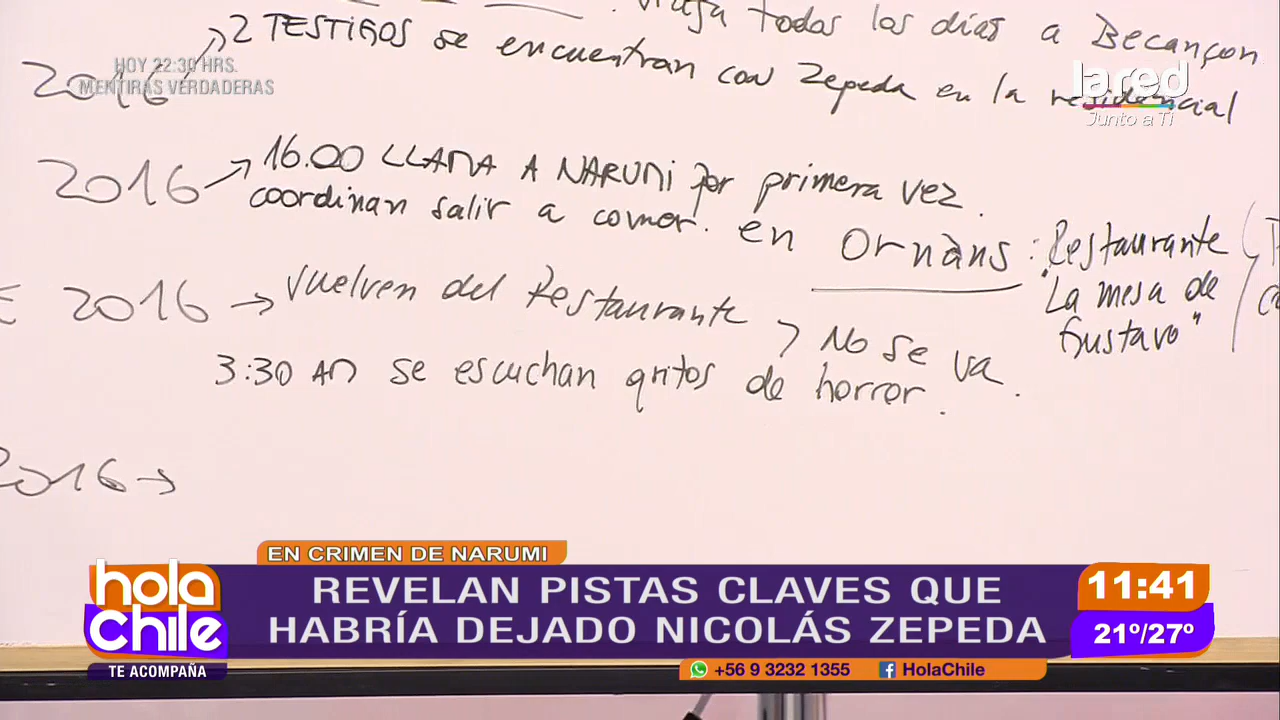 viaja todos los días a Becançon
2016 → 2 TESTIGOS se encuentran con Zepeda en la residencial
HOY 22:30 HRS.
MENTIRAS VERDADERAS
lared
Junto a Ti
2016 → 16.00 LLAMA A NARUMI por primera vez.
coordinan salir a comer. en Ornàns : Restaurante
"La mesa de
Gustavo"
E 2016 → Vuelven del Restaurante → No se va.
3:30 AM se escuchan gritos de horror.
2016 →
EN CRIMEN DE NARUMI
REVELAN PISTAS CLAVES QUE
HABRÍA DEJADO NICOLÁS ZEPEDA
hola
chile
TE ACOMPAÑA
11:41
21º/27º
+56 9 3232 1355
HolaChile